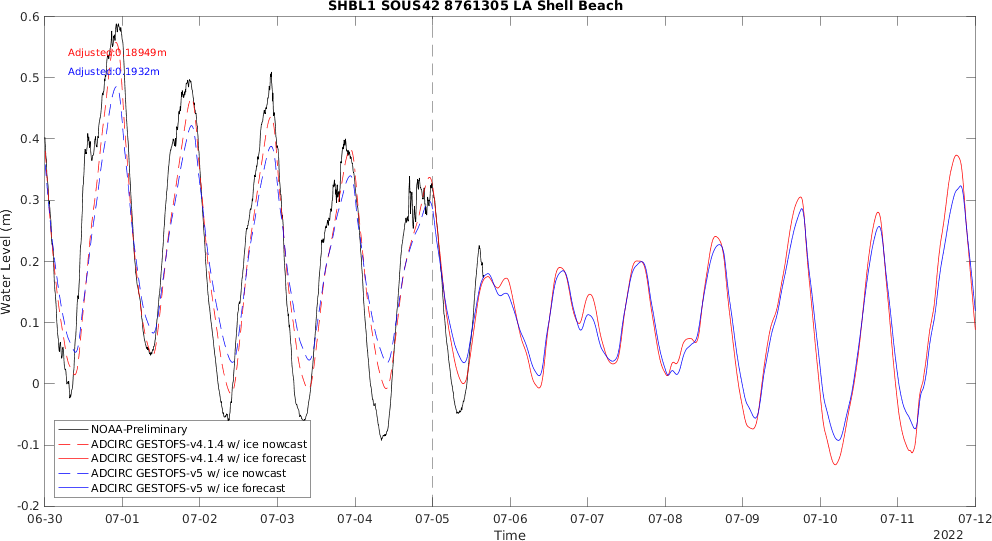 SHBL1 SOUS42 8761305 LA Shell Beach
0.6
Adjusted:0.18949m
Adjusted:0.1932m
0.5
0.4
0.3
0.2
0.1
0
-0.1
-0.2
Water Level (m)
NOAA-Preliminary
ADCIRC GESTOFS-v4.1.4 w/ ice nowcast
ADCIRC GESTOFS-v4.1.4 w/ ice forecast
ADCIRC GESTOFS-v5 w/ ice nowcast
ADCIRC GESTOFS-v5 w/ ice forecast
06-30 07-01 07-02 07-03 07-04 07-05 07-06 07-07 07-08 07-09 07-10 07-11 07-12
Time
2022